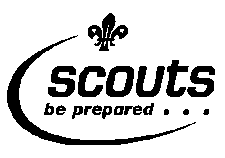 scouts
be prepared . . .